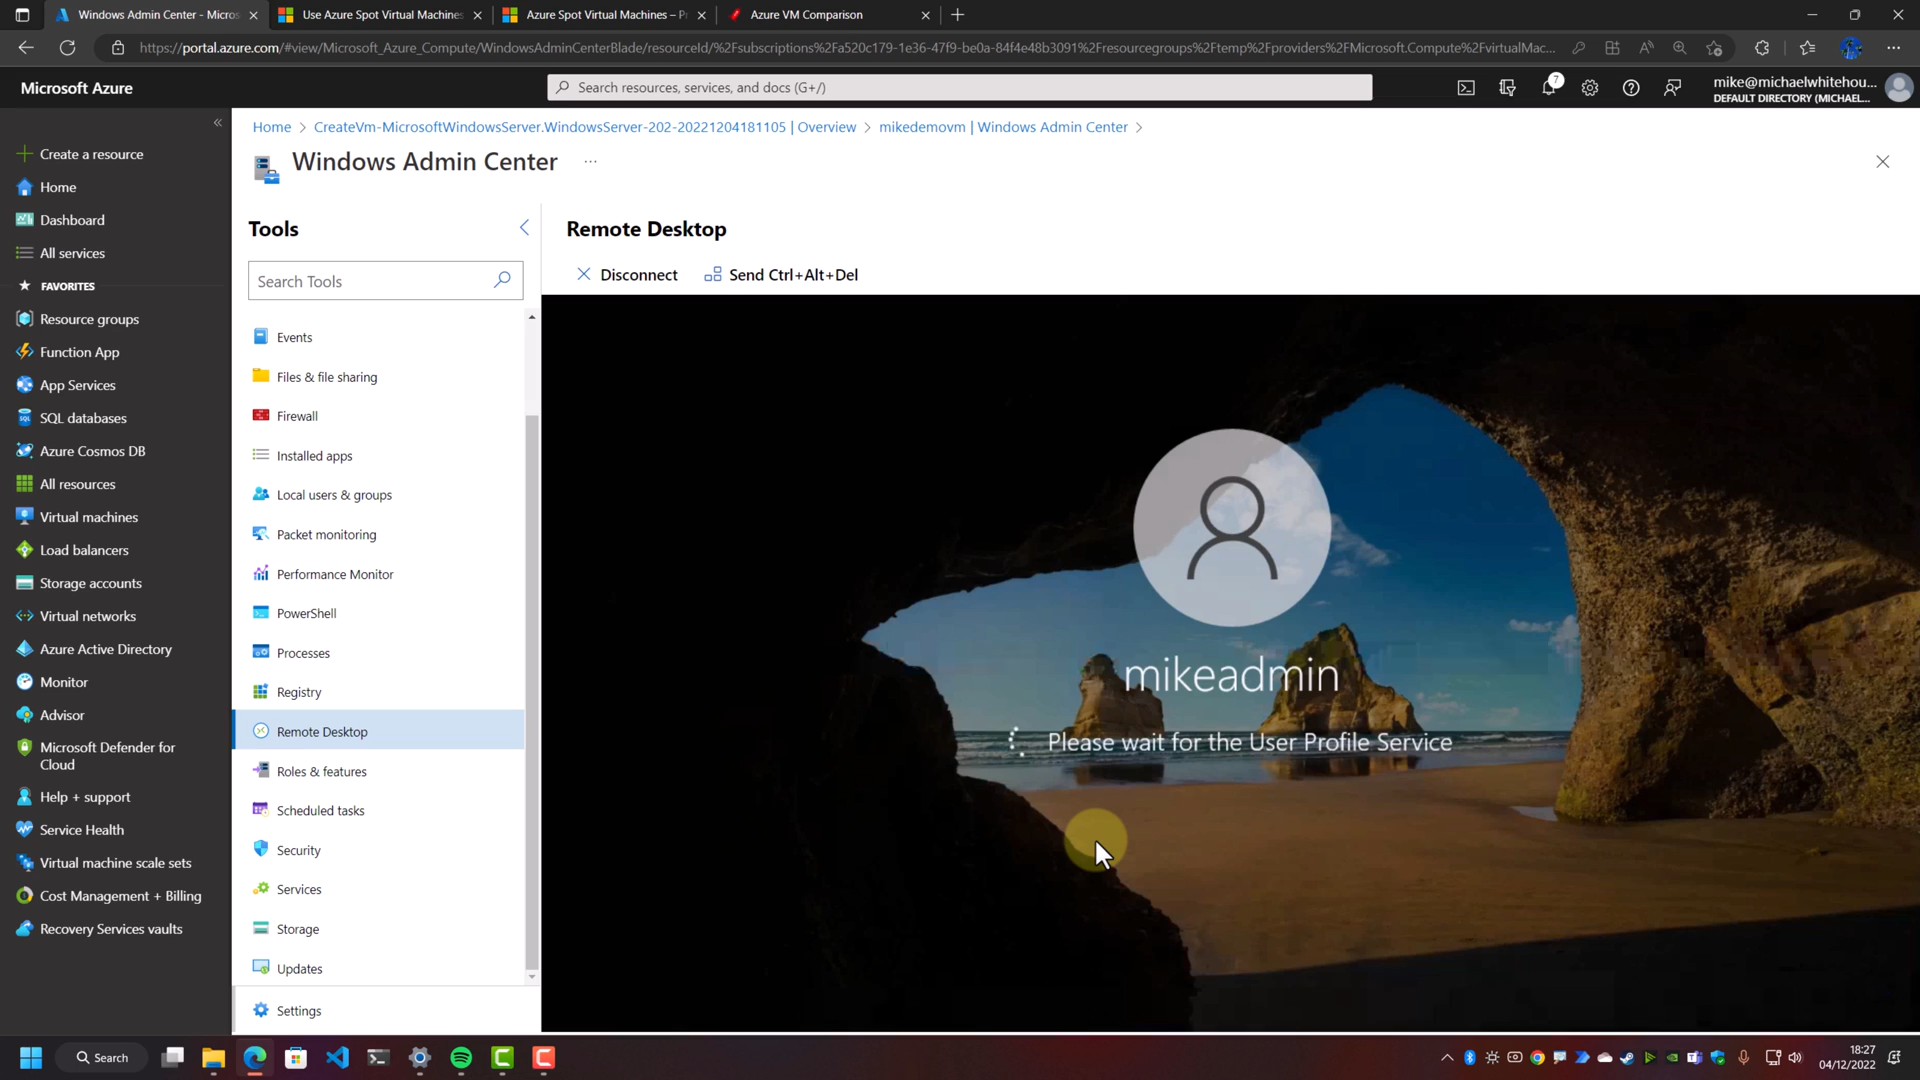 Windows Admin Center - Micros
Use Azure Spot Virtual Machines
Azure Spot Virtual Machines – P
Azure VM Comparison
https://portal.azure.com/#view/Microsoft_Azure_Compute/WindowsAdminCenterBlade/resourceId/%2Fsubscriptions%2Fa520c179-1e36-47f9-be0a-84f4e48b3091%2Fresourcegroups%2Ftemp%2Fproviders%2FMicrosoft.Compute%2FvirtualMac...
Microsoft Azure
Search resources, services, and docs (G+/)
7
mike@michaelwhitehou...
DEFAULT DIRECTORY (MICHAEL...
Home > CreateVm-MicrosoftWindowsServer.WindowsServer-202-20221204181105 | Overview > mikedemovm | Windows Admin Center >
Windows Admin Center ...
Create a resource
Home
Dashboard
All services
FAVORITES
Resource groups
Function App
App Services
SQL databases
Azure Cosmos DB
All resources
Virtual machines
Load balancers
Storage accounts
Virtual networks
Azure Active Directory
Monitor
Advisor
Microsoft Defender for
Cloud
Help + support
Service Health
Virtual machine scale sets
Cost Management + Billing
Recovery Services vaults
Tools
Search Tools
Events
Files & file sharing
Firewall
Installed apps
Local users & groups
Packet monitoring
Performance Monitor
PowerShell
Processes
Registry
Remote Desktop
Roles & features
Scheduled tasks
Security
Services
Storage
Updates
Settings
Remote Desktop
Disconnect
Send Ctrl+Alt+Del
mikeadmin
Please wait for the User Profile Service
Search
18:27
04/12/2022